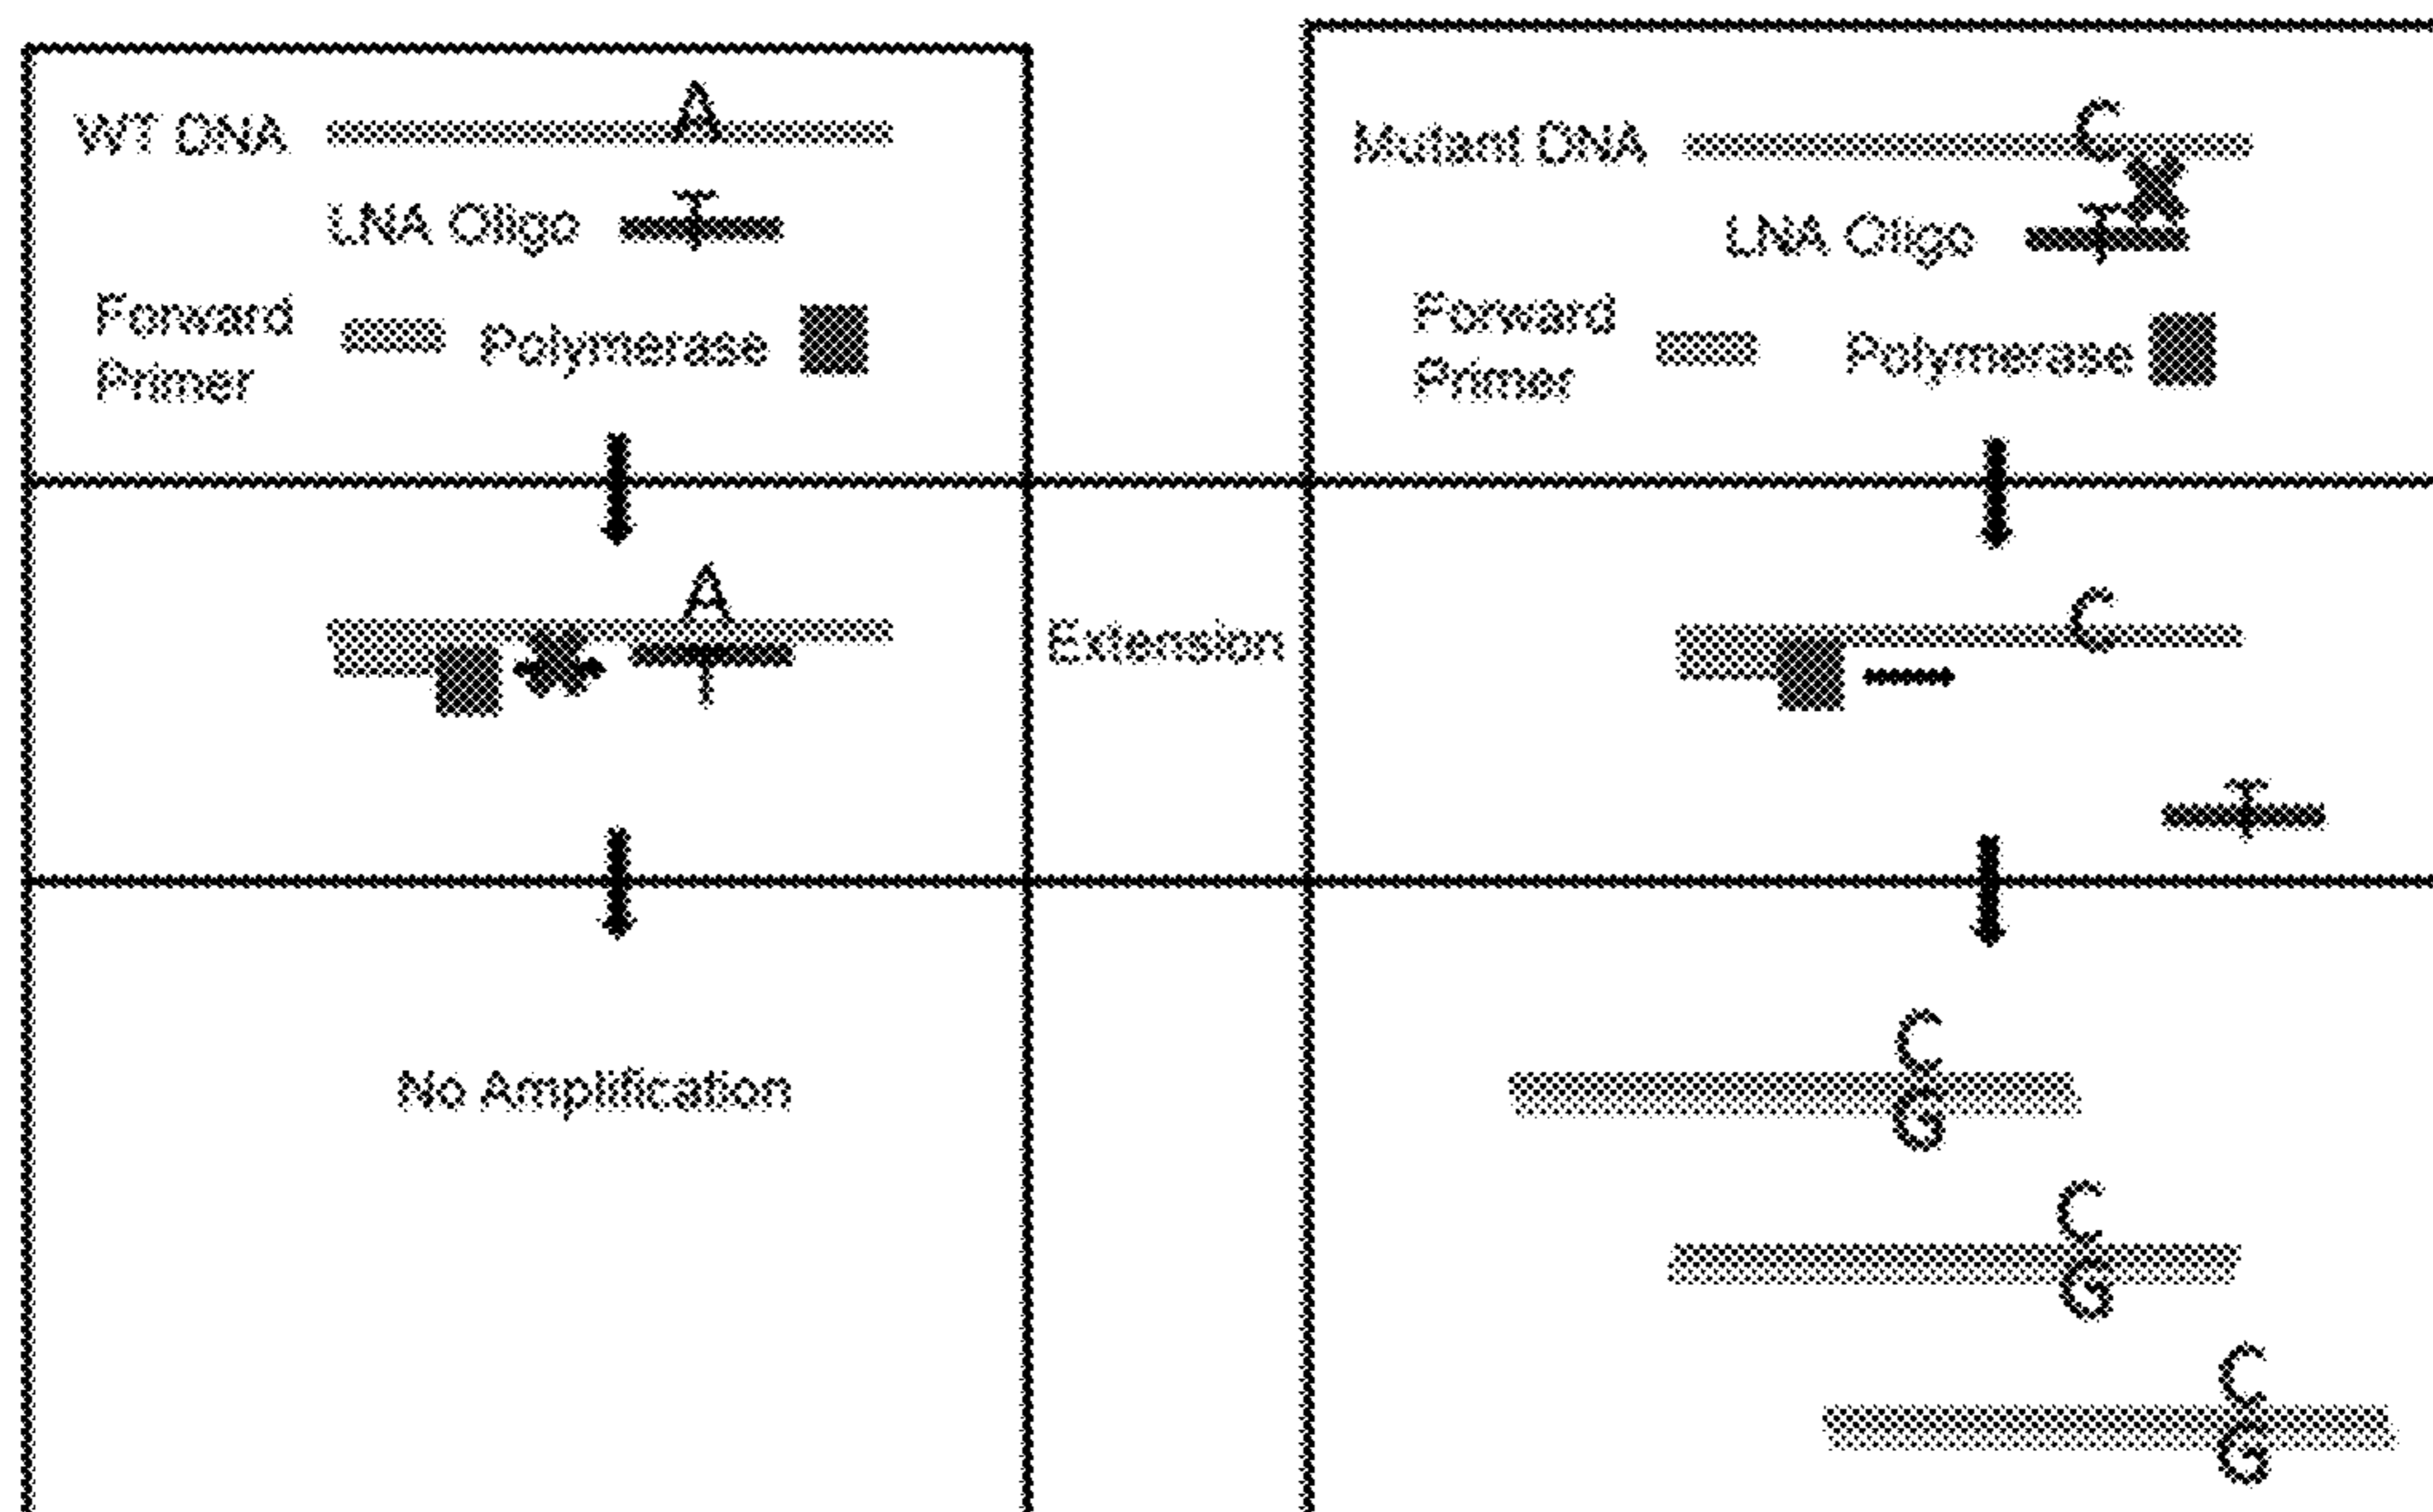 WT DNA
A
LNA Oligo
T
Forward
Primer
Polymerase
Mutant DNA
C
LNA Oligo
T
Forward
Primer
Polymerase
A
T
Extension
C
T
No Amplification
C
G
C
G
C
G